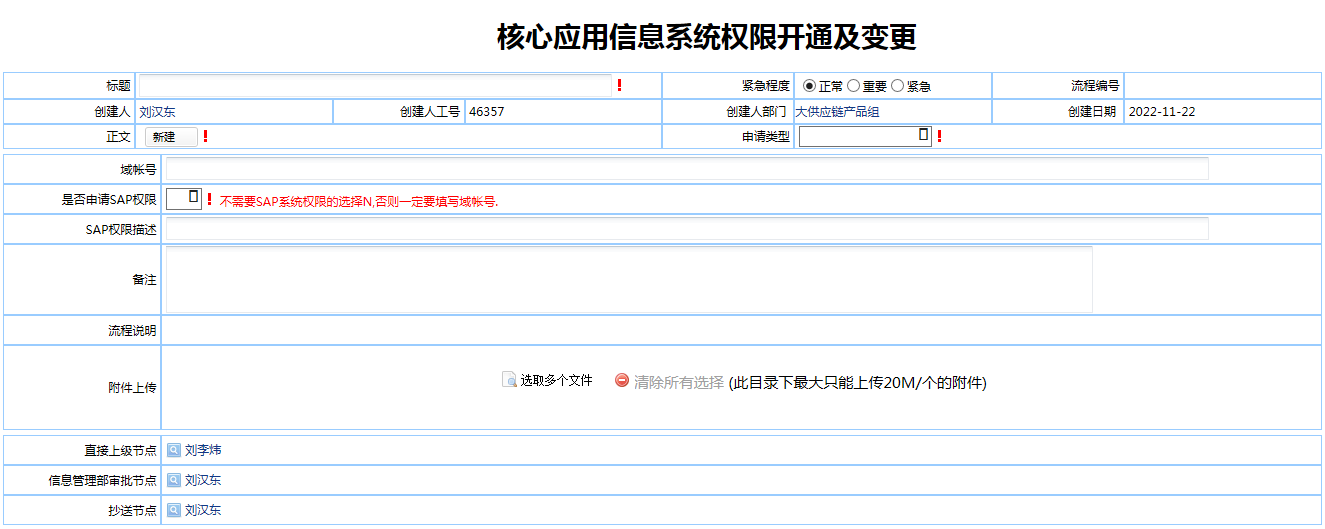 核心应用信息系统权限开通及变更
标题 ! 紧急程度 正常 重要 紧急 流程编号
创建人 刘汉东 创建人工号 46357 创建人部门 大供应链产品组 创建日期 2022-11-22
正文 新建 ! 申请类型 !
域帐号
是否申请SAP权限 ! 不需要SAP系统权限的选择N,否则一定要填写域帐号.
SAP权限描述
备注
流程说明
附件上传 选取多个文件 清除所有选择 (此目录下最大只能上传20M/个的附件)
直接上级节点 刘李炜
信息管理部审批节点 刘汉东
抄送节点 刘汉东